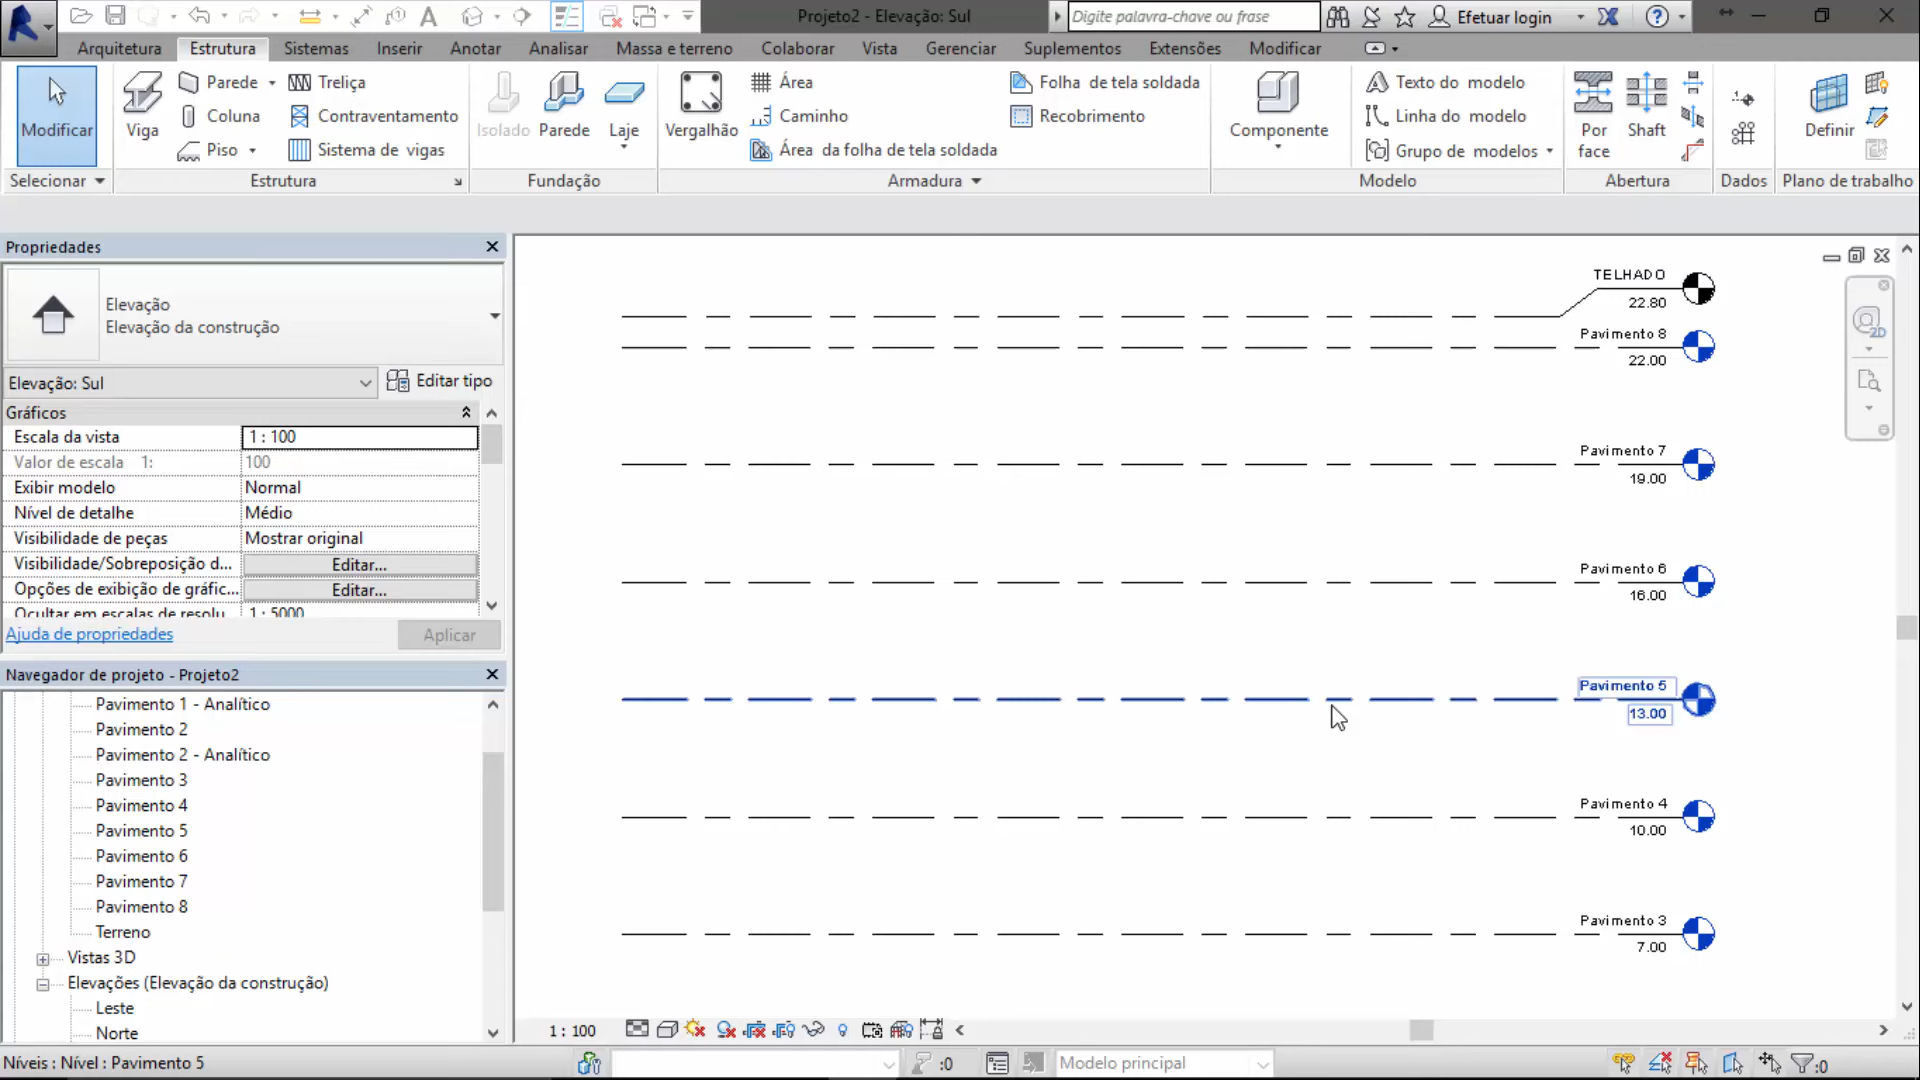 Projeto2 - Elevação: Sul
Digite palavra-chave ou frase
Efetuar login
Arquitetura Estrutura Sistemas Inserir Anotar Analisar Massa e terreno Colaborar Vista Gerenciar Suplementos Extensões Modificar
Modificar
Viga
Parede
Coluna
Piso
Treliça
Contraventamento
Sistema de vigas
Isolado
Parede
Laje
Vergalhão
Área
Caminho
Área da folha de tela soldada
Folha de tela soldada
Recobrimento
Componente
Texto do modelo
Linha do modelo
Grupo de modelos
Por face
Shaft
Definir
Selecionar
Estrutura
Fundação
Armadura
Modelo
Abertura
Dados
Plano de trabalho
Propriedades
Elevação
Elevação da construção
Elevação: Sul
Editar tipo
Gráficos
Escala da vista 1 : 100
Valor de escala 1: 100
Exibir modelo Normal
Nível de detalhe Médio
Visibilidade de peças Mostrar original
Visibilidade/Sobreposição d... Editar...
Opções de exibição de gráfic... Editar...
Ocultar em escalas de resolu 1 : 5000
Ajuda de propriedades
Aplicar
Navegador de projeto - Projeto2
Pavimento 1 - Analítico
Pavimento 2
Pavimento 2 - Analítico
Pavimento 3
Pavimento 4
Pavimento 5
Pavimento 6
Pavimento 7
Pavimento 8
Terreno
Vistas 3D
Elevações (Elevação da construção)
Leste
Norte
TELHADO
22.80
Pavimento 8
22.00
Pavimento 7
19.00
Pavimento 6
16.00
Pavimento 5
13.00
Pavimento 4
10.00
Pavimento 3
7.00
2D
1 : 100
Níveis : Nível : Pavimento 5
:0
Modelo principal
:0